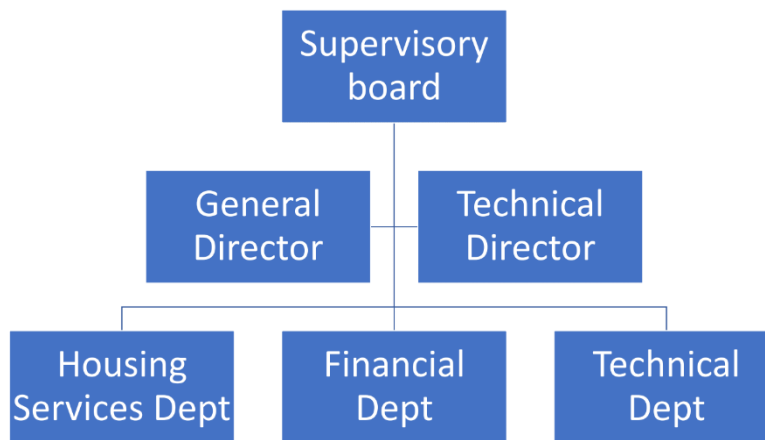 Supervisory
board
General
Director
Technical
Director
Housing
Services Dept
Financial
Dept
Technical
Dept